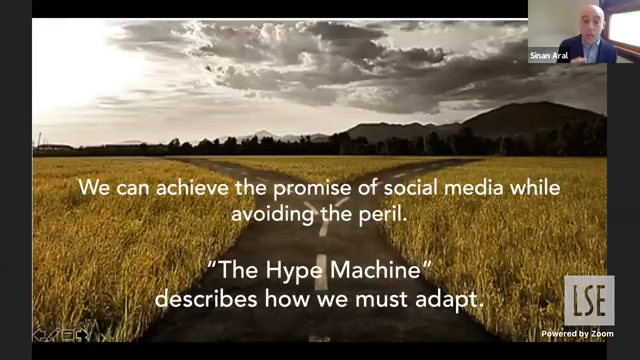 Sinan Aral
We can achieve the promise of social media while
avoiding the peril.
"The Hype Machine"
describes how we must adapt.
LSE
Powered by Zoom